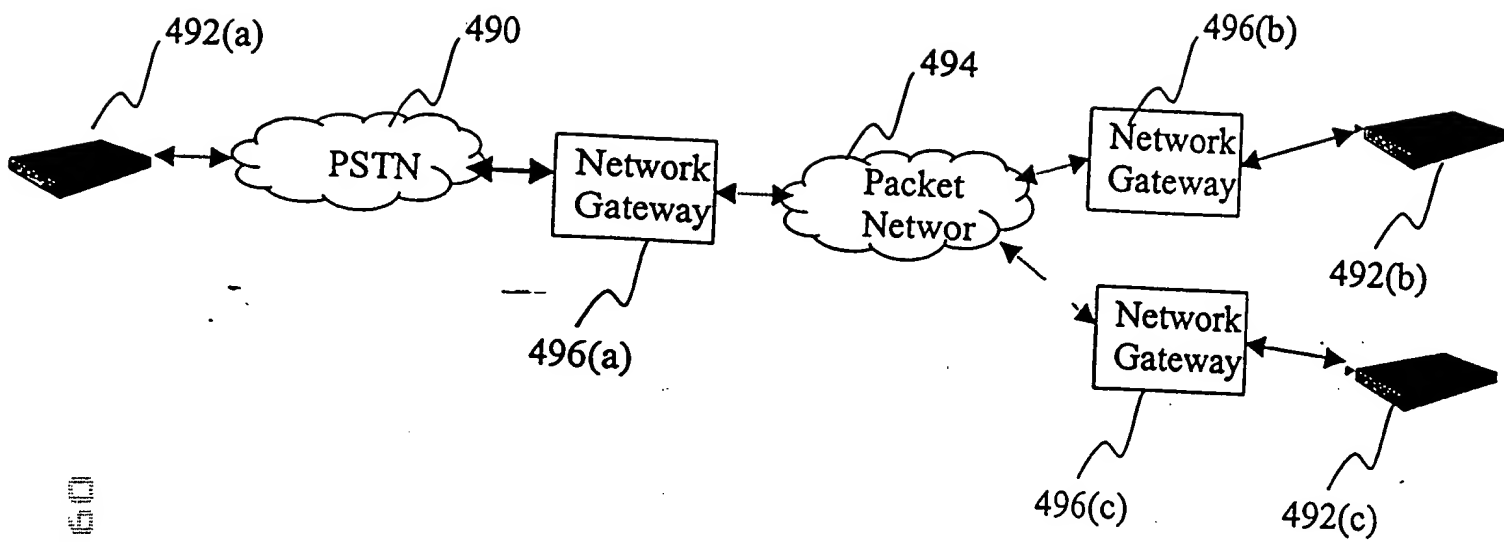 492(a)
490
494
496(b)
PSTN
Network
Gateway
Packet
Networ
Network
Gateway
492(b)
496(a)
Network
Gateway
496(c)
492(c)